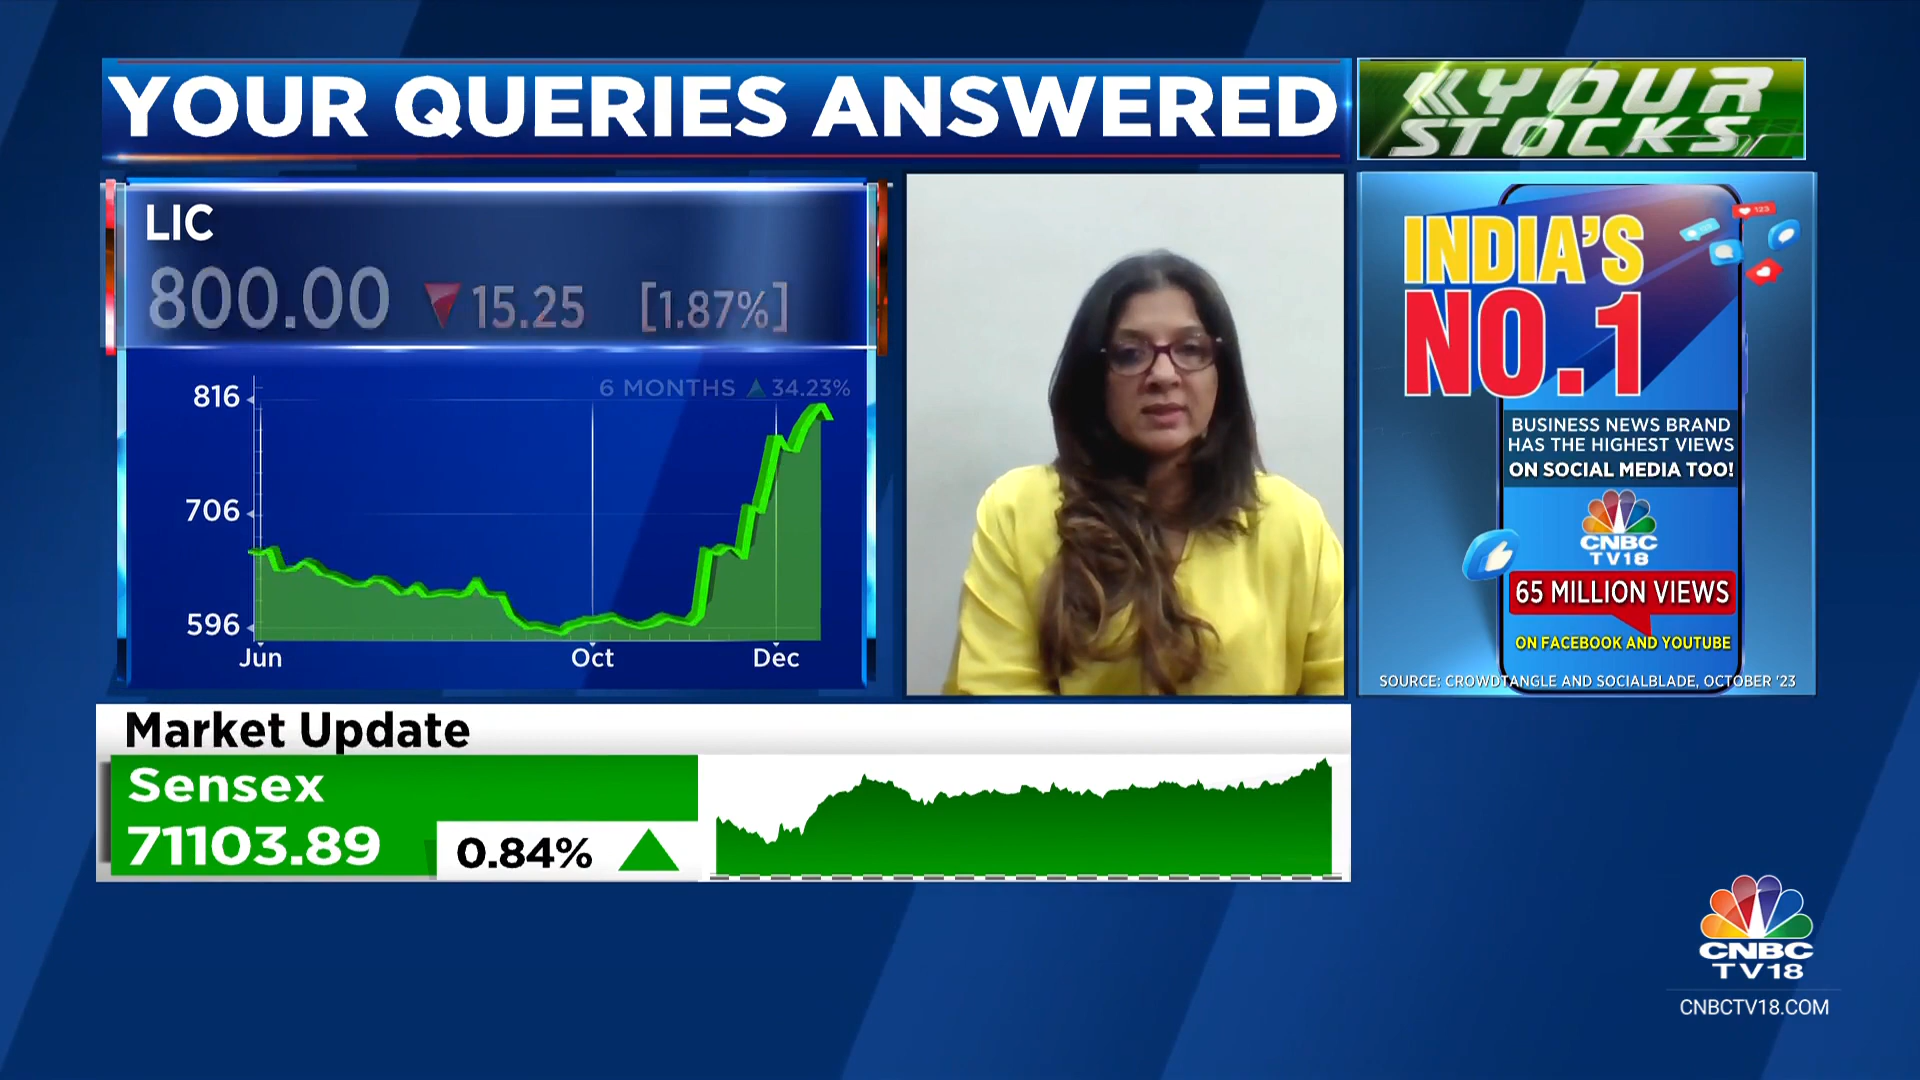 YOUR QUERIES ANSWERED
YOUR
STOCKS
LIC
800.00 ▼ 15.25 [1.87%]
6 MONTHS ▲ 34.23%
816
706
596
Jun Oct Dec
INDIA'S
NO.1
123
BUSINESS NEWS BRAND
HAS THE HIGHEST VIEWS
ON SOCIAL MEDIA TOO!
CNBC
TV18
65 MILLION VIEWS
ON FACEBOOK AND YOUTUBE
SOURCE: CROWDTANGLE AND SOCIALBLADE, OCTOBER '23
Market Update
Sensex
71103.89
0.84% ▲
CNBC
TV18
CNBCTV18.COM